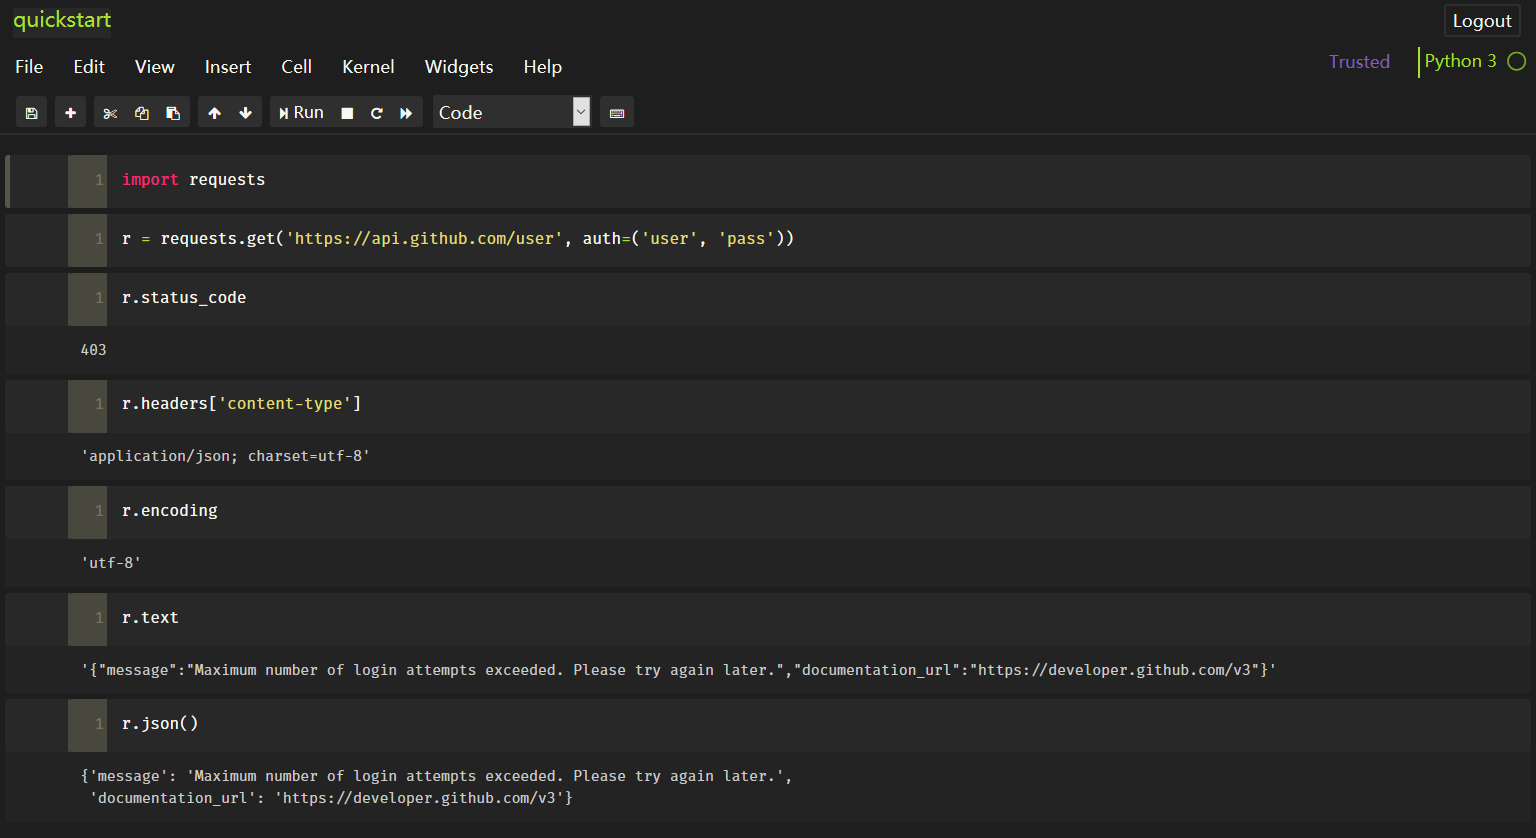 quickstart
Logout
File Edit View Insert Cell Kernel Widgets Help
Trusted Python 3
Run Code
1 import requests
1 r = requests.get('https://api.github.com/user', auth=('user', 'pass'))
1 r.status_code
403
1 r.headers['content-type']
'application/json; charset=utf-8'
1 r.encoding
'utf-8'
1 r.text
'{"message":"Maximum number of login attempts exceeded. Please try again later.","documentation_url":"https://developer.github.com/v3"}'
1 r.json()
{'message': 'Maximum number of login attempts exceeded. Please try again later.',
 'documentation_url': 'https://developer.github.com/v3'}